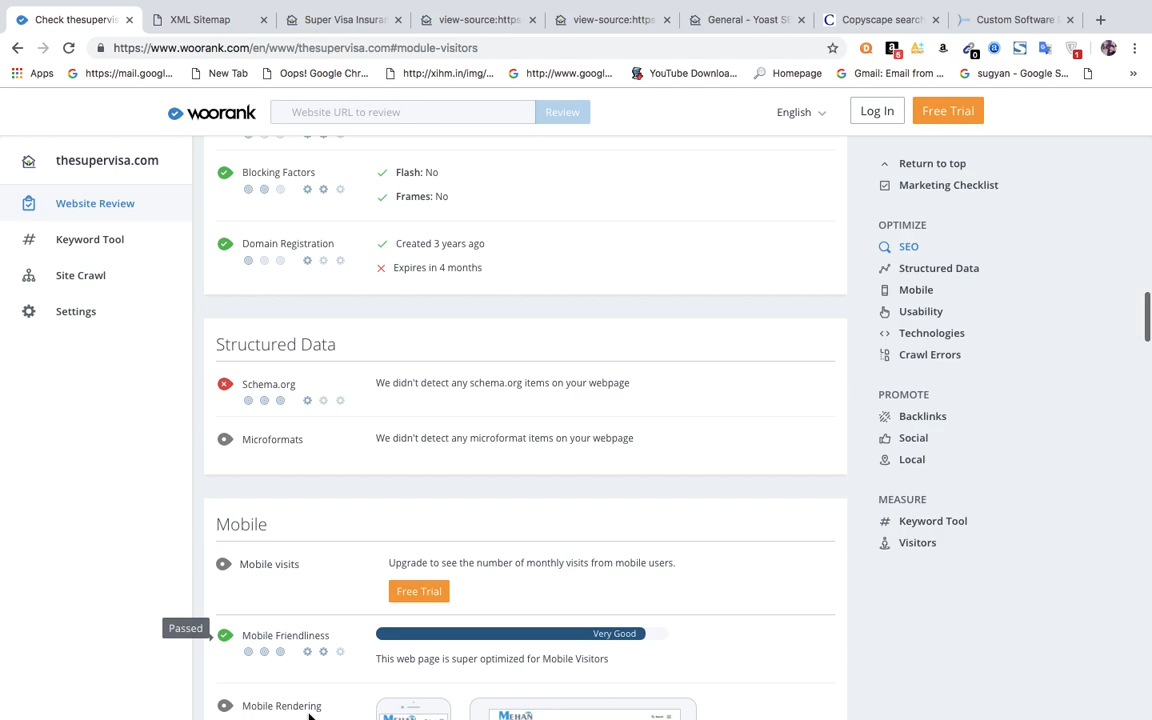 Check thesupervis
XML Sitemap
Super Visa Insuran
view-source:https
view-source:https
General - Yoast SE
Copyscape search
Custom Software
https://www.woorank.com/en/www/thesupervisa.com#module-visitors
5
0
1
Apps
https://mail.googl...
New Tab
Oops! Google Chr...
http://xihm.in/img/...
http://www.googl...
YouTube Downloa...
Homepage
Gmail: Email from ...
sugyan - Google S...
»
woorank
Website URL to review
Review
English
Log In
Free Trial
thesupervisa.com
Website Review
Keyword Tool
Site Crawl
Settings
Blocking Factors
Flash: No
Frames: No
Domain Registration
Created 3 years ago
Expires in 4 months
Structured Data
Schema.org
We didn't detect any schema.org items on your webpage
Microformats
We didn't detect any microformat items on your webpage
Mobile
Mobile visits
Upgrade to see the number of monthly visits from mobile users.
Free Trial
Passed
Mobile Friendliness
Very Good
This web page is super optimized for Mobile Visitors
Mobile Rendering
MEHAN
Return to top
Marketing Checklist
OPTIMIZE
SEO
Structured Data
Mobile
Usability
Technologies
Crawl Errors
PROMOTE
Backlinks
Social
Local
MEASURE
Keyword Tool
Visitors